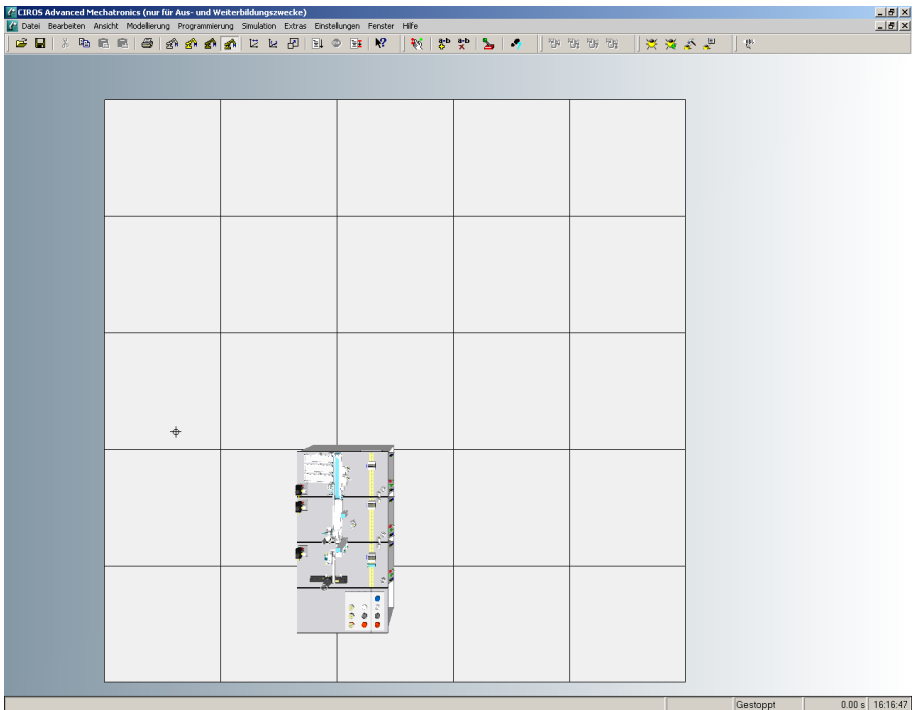 CIROS Advanced Mechatronics (nur für Aus- und Weiterbildungszwecke)
Datei Bearbeiten Ansicht Modellierung Programmierung Simulation Extras Einstellungen Fenster Hilfe
a-b a-b
Gestoppt 0.00 s 16:16:47